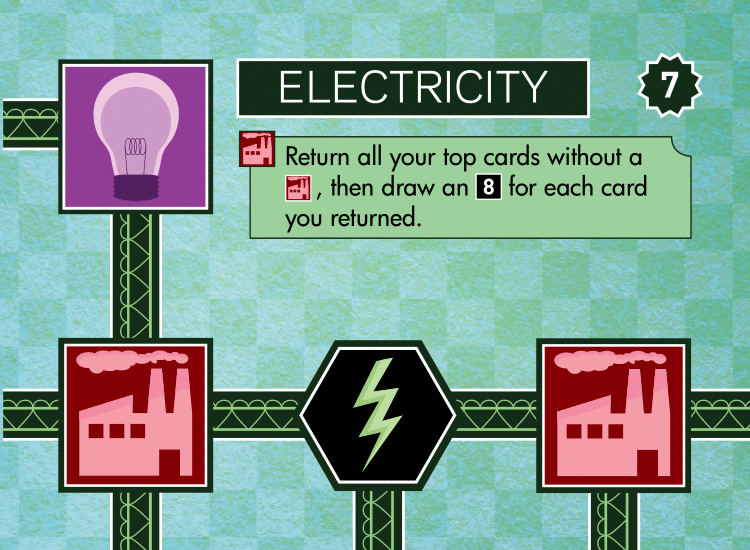 ELECTRICITY
7
Return all your top cards without a
, then draw an 8 for each card
you returned.